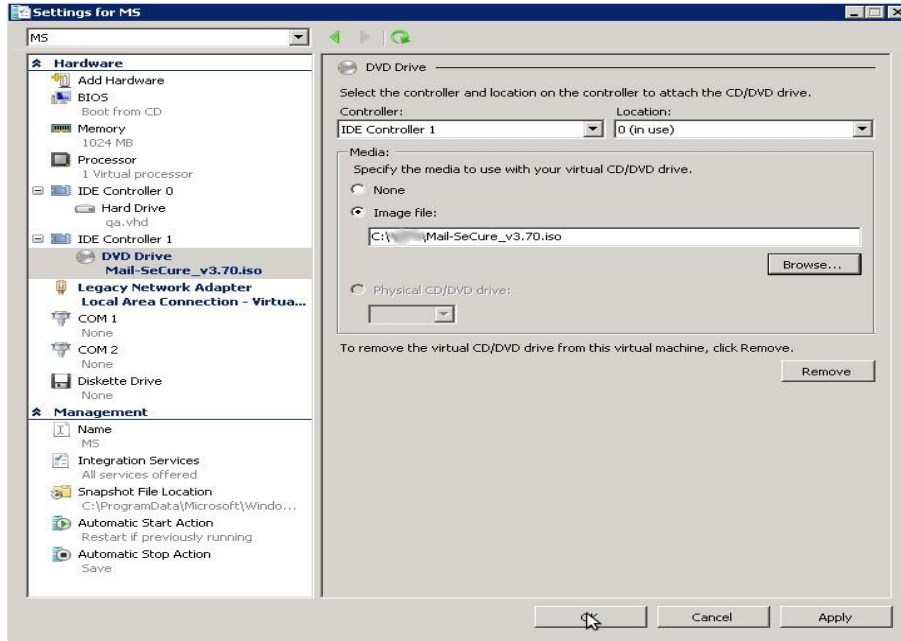 Settings for MS
MS
Hardware
Add Hardware
BIOS
Boot from CD
Memory
1024 MB
Processor
1 Virtual processor
IDE Controller 0
Hard Drive
qa.vhd
IDE Controller 1
DVD Drive
Mail-SeCure_v3.70.iso
Legacy Network Adapter
Local Area Connection - Virtua...
COM 1
None
COM 2
None
Diskette Drive
None
Management
Name
MS
Integration Services
All services offered
Snapshot File Location
C:\ProgramData\Microsoft\Windo...
Automatic Start Action
Restart if previously running
Automatic Stop Action
Save
DVD Drive
Select the controller and location on the controller to attach the CD/DVD drive.
Controller: Location:
IDE Controller 1 0 (in use)
Media:
Specify the media to use with your virtual CD/DVD drive.
None
Image file:
C:\ \Mail-SeCure_v3.70.iso
Browse...
Physical CD/DVD drive:
To remove the virtual CD/DVD drive from this virtual machine, click Remove.
Remove
OK Cancel Apply